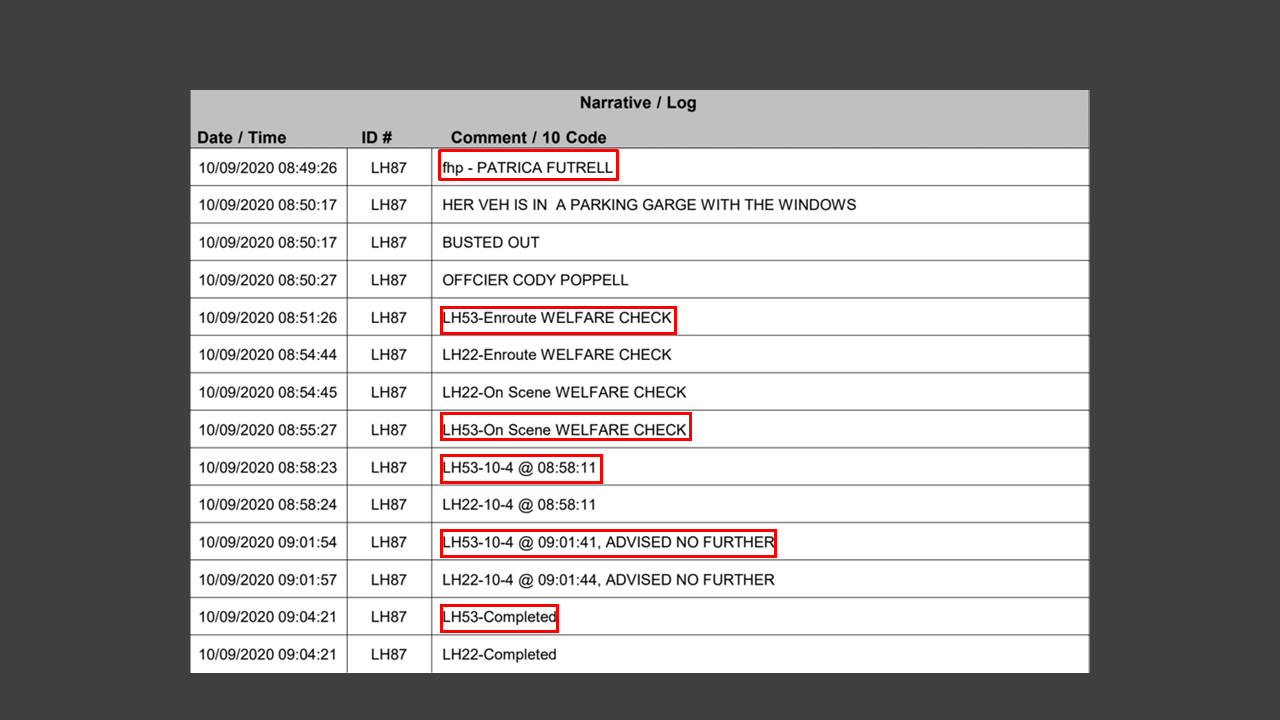 Narrative / Log
Date / Time ID # Comment / 10 Code
10/09/2020 08:49:26 LH87 fhp - PATRICA FUTRELL
10/09/2020 08:50:17 LH87 HER VEH IS IN A PARKING GARGE WITH THE WINDOWS
10/09/2020 08:50:17 LH87 BUSTED OUT
10/09/2020 08:50:27 LH87 OFFCIER CODY POPPELL
10/09/2020 08:51:26 LH87 LH53-Enroute WELFARE CHECK
10/09/2020 08:54:44 LH87 LH22-Enroute WELFARE CHECK
10/09/2020 08:54:45 LH87 LH22-On Scene WELFARE CHECK
10/09/2020 08:55:27 LH87 LH53-On Scene WELFARE CHECK
10/09/2020 08:58:23 LH87 LH53-10-4 @ 08:58:11
10/09/2020 08:58:24 LH87 LH22-10-4 @ 08:58:11
10/09/2020 09:01:54 LH87 LH53-10-4 @ 09:01:41, ADVISED NO FURTHER
10/09/2020 09:01:57 LH87 LH22-10-4 @ 09:01:44, ADVISED NO FURTHER
10/09/2020 09:04:21 LH87 LH53-Completed
10/09/2020 09:04:21 LH87 LH22-Completed